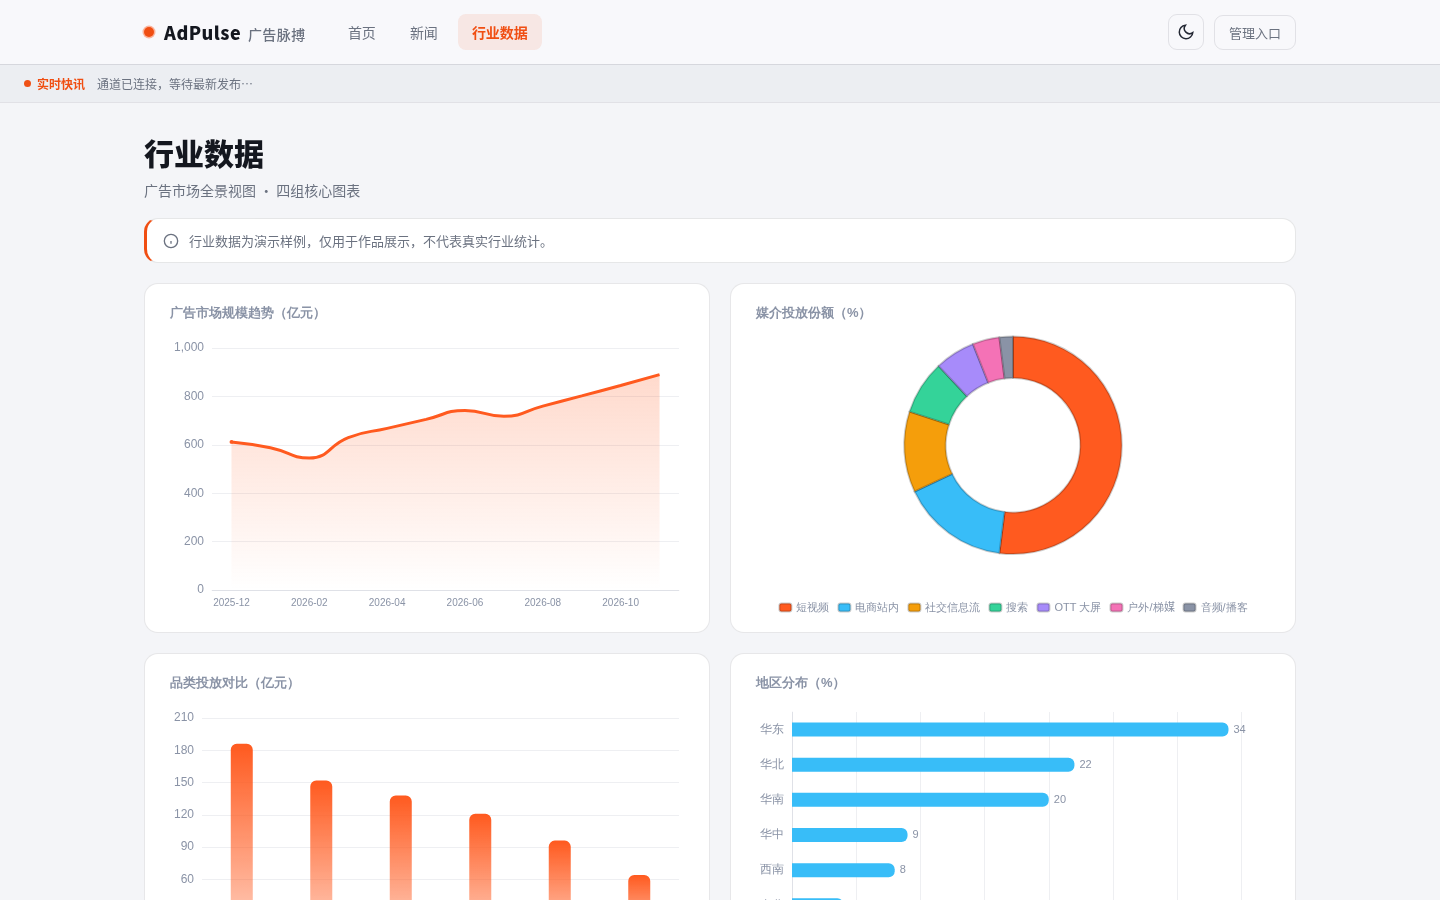 AdPulse 广告脉搏
首页
新闻
行业数据
管理入口
实时快讯 通道已连接，等待最新发布…
行业数据
广告市场全景视图 · 四组核心图表
行业数据为演示样例，仅用于作品展示，不代表真实行业统计。
广告市场规模趋势（亿元）
1,000
800
600
400
200
0
2025-12 2026-02 2026-04 2026-06 2026-08 2026-10
媒介投放份额（%）
短视频 电商站内 社交信息流 搜索 OTT 大屏 户外/梯媒 音频/播客
品类投放对比（亿元）
210
180
150
120
90
60
地区分布（%）
华东 34
华北 22
华南 20
华中 9
西南 8